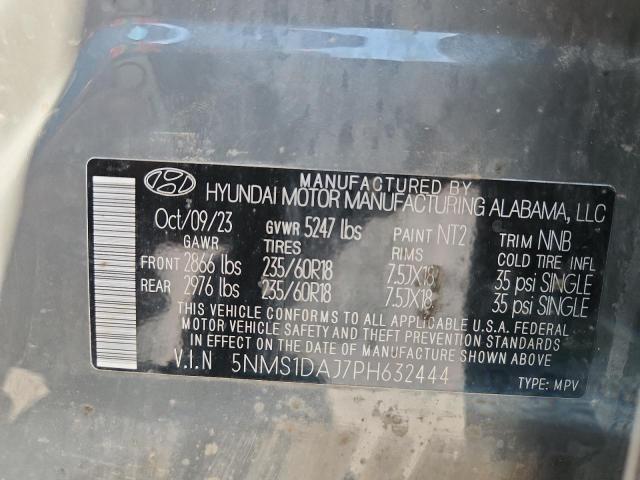 MANUFACTURED BY
HYUNDAI MOTOR MANUFACTURING ALABAMA, LLC
Oct/09/23 GVWR 5247 lbs PAINT NT2 TRIM NNB
GAWR TIRES RIMS COLD TIRE INFL
FRONT 2866 lbs 235/60R18 7.5JX18 35 psi SINGLE
REAR 2976 lbs 235/60R18 7.5JX18 35 psi SINGLE
THIS VEHICLE CONFORMS TO ALL APPLICABLE U.S.A. FEDERAL
MOTOR VEHICLE SAFETY AND THEFT PREVENTION STANDARDS
IN EFFECT ON THE DATE OF MANUFACTURE SHOWN ABOVE.
V.I.N 5NMS1DAJ7PH632444 TYPE: MPV